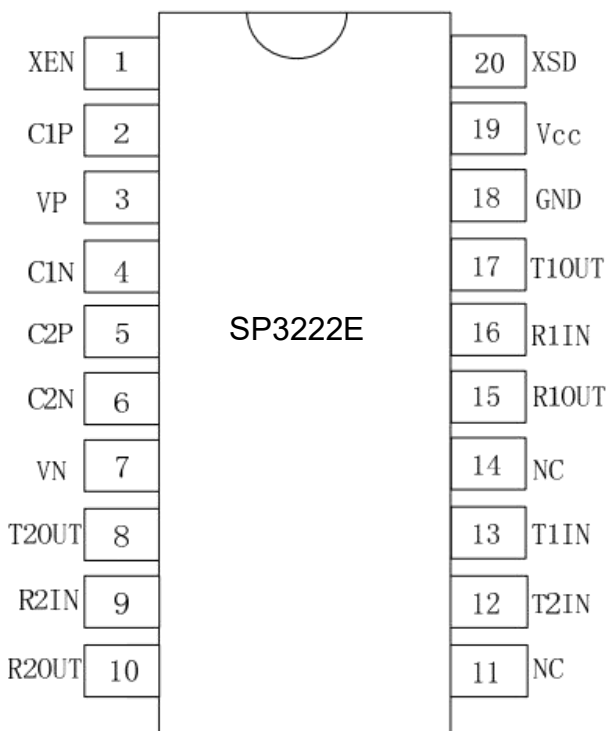 XEN 1 20 XSD
C1P 2 19 Vcc
VP 3 18 GND
C1N 4 17 T1OUT
C2P 5 SP3222E 16 R1IN
C2N 6 15 R1OUT
VN 7 14 NC
T2OUT 8 13 T1IN
R2IN 9 12 T2IN
R2OUT 10 11 NC